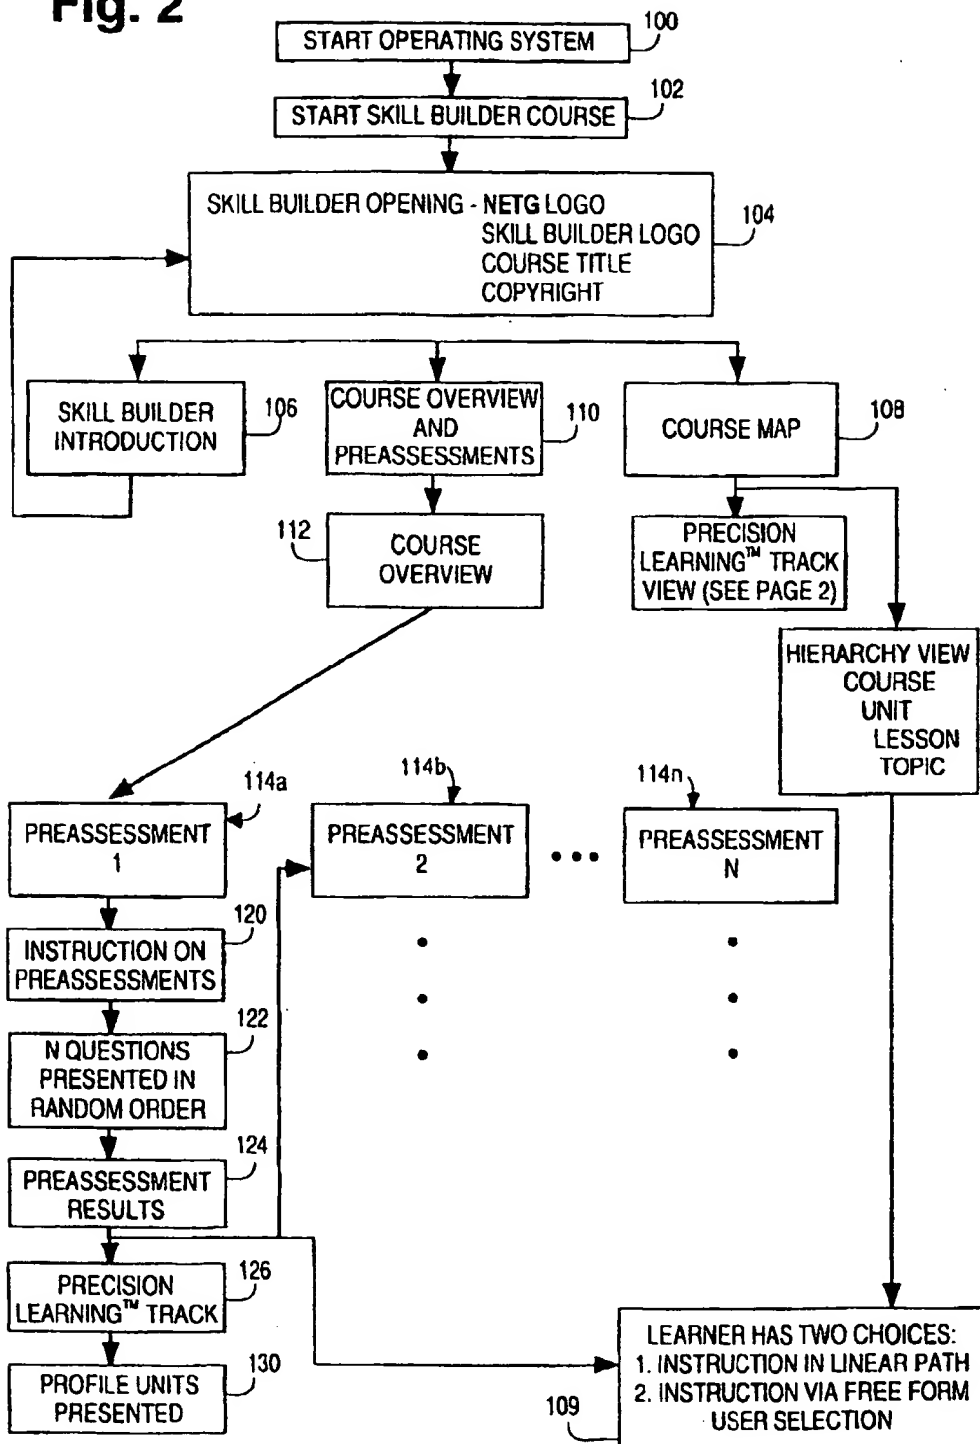 Fig. 2
START OPERATING SYSTEM
100
START SKILL BUILDER COURSE
102
SKILL BUILDER OPENING - NETG LOGO
SKILL BUILDER LOGO
COURSE TITLE
COPYRIGHT
104
SKILL BUILDER
INTRODUCTION
106
COURSE OVERVIEW
AND
PREASSESSMENTS
110
COURSE MAP
108
112
COURSE
OVERVIEW
PRECISION
LEARNING™ TRACK
VIEW (SEE PAGE 2)
HIERARCHY VIEW
COURSE
UNIT
LESSON
TOPIC
PREASSESSMENT
1
114a
PREASSESSMENT
2
114b
PREASSESSMENT
N
114n
INSTRUCTION ON
PREASSESSMENTS
120
N QUESTIONS
PRESENTED IN
RANDOM ORDER
122
PREASSESSMENT
RESULTS
124
PRECISION
LEARNING™ TRACK
126
PROFILE UNITS
PRESENTED
130
LEARNER HAS TWO CHOICES:
1. INSTRUCTION IN LINEAR PATH
2. INSTRUCTION VIA FREE FORM
USER SELECTION
109